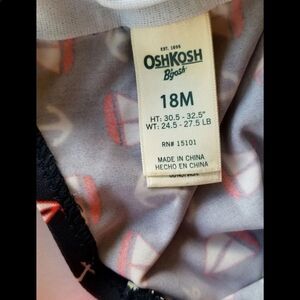 EST. 1895
OSHKOSH
B'gosh
18M
HT: 30.5 - 32.5"
WT: 24.5 - 27.5 LB
RN# 15101
MADE IN CHINA
HECHO EN CHINA